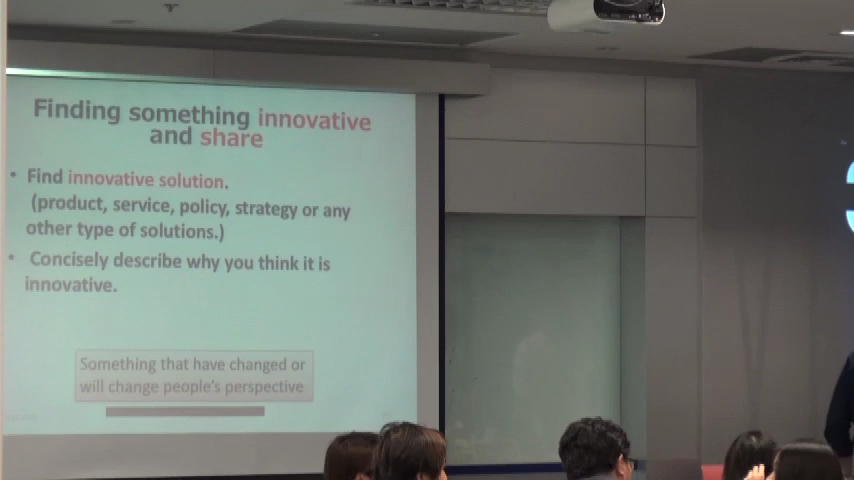 Finding something innovative
and share
• Find innovative solution.
(product, service, policy, strategy or any
other type of solutions.)
• Concisely describe why you think it is
innovative.
Something that have changed or
will change people's perspective